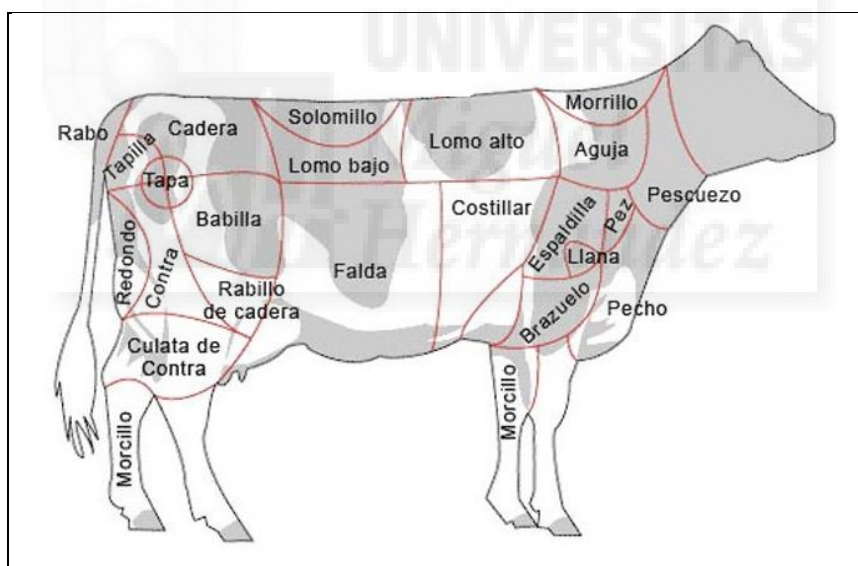 UNIVERSITAS
Miguel
Hernández
Rabo
Tapilla
Cadera
Tapa
Solomillo
Lomo bajo
Lomo alto
Morrillo
Aguja
Pescuezo
Babilla
Redondo
Contra
Rabillo
de cadera
Falda
Costillar
Espaldilla
Pez
Llana
Brazuelo
Pecho
Culata de
Contra
Morcillo
Morcillo